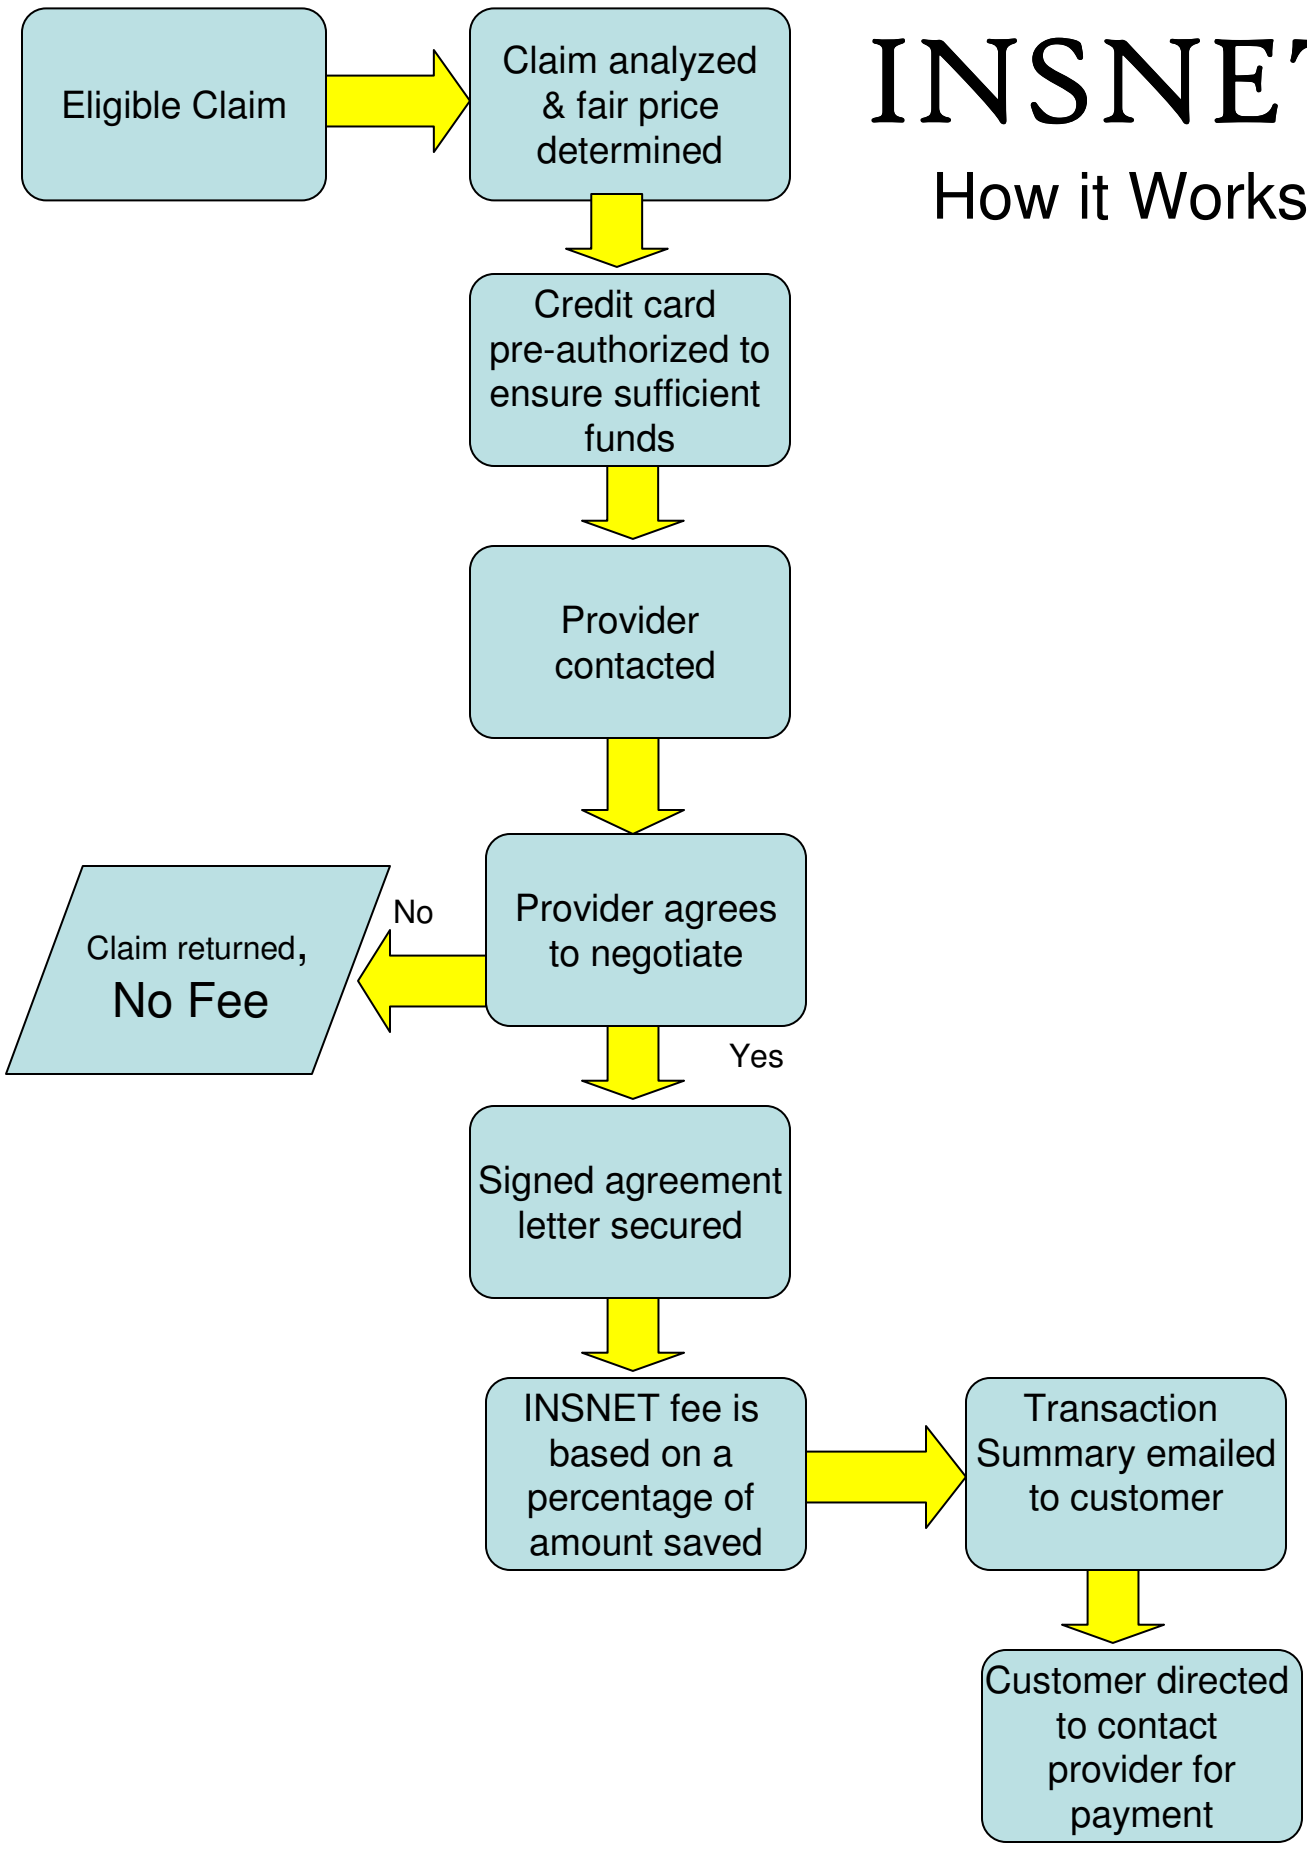 INSNET
How it Works
Eligible Claim
Claim analyzed
& fair price
determined
Credit card
pre-authorized to
ensure sufficient
funds
Provider
contacted
Provider agrees
to negotiate
No
Claim returned,
No Fee
Yes
Signed agreement
letter secured
INSNET fee is
based on a
percentage of
amount saved
Transaction
Summary emailed
to customer
Customer directed
to contact
provider for
payment